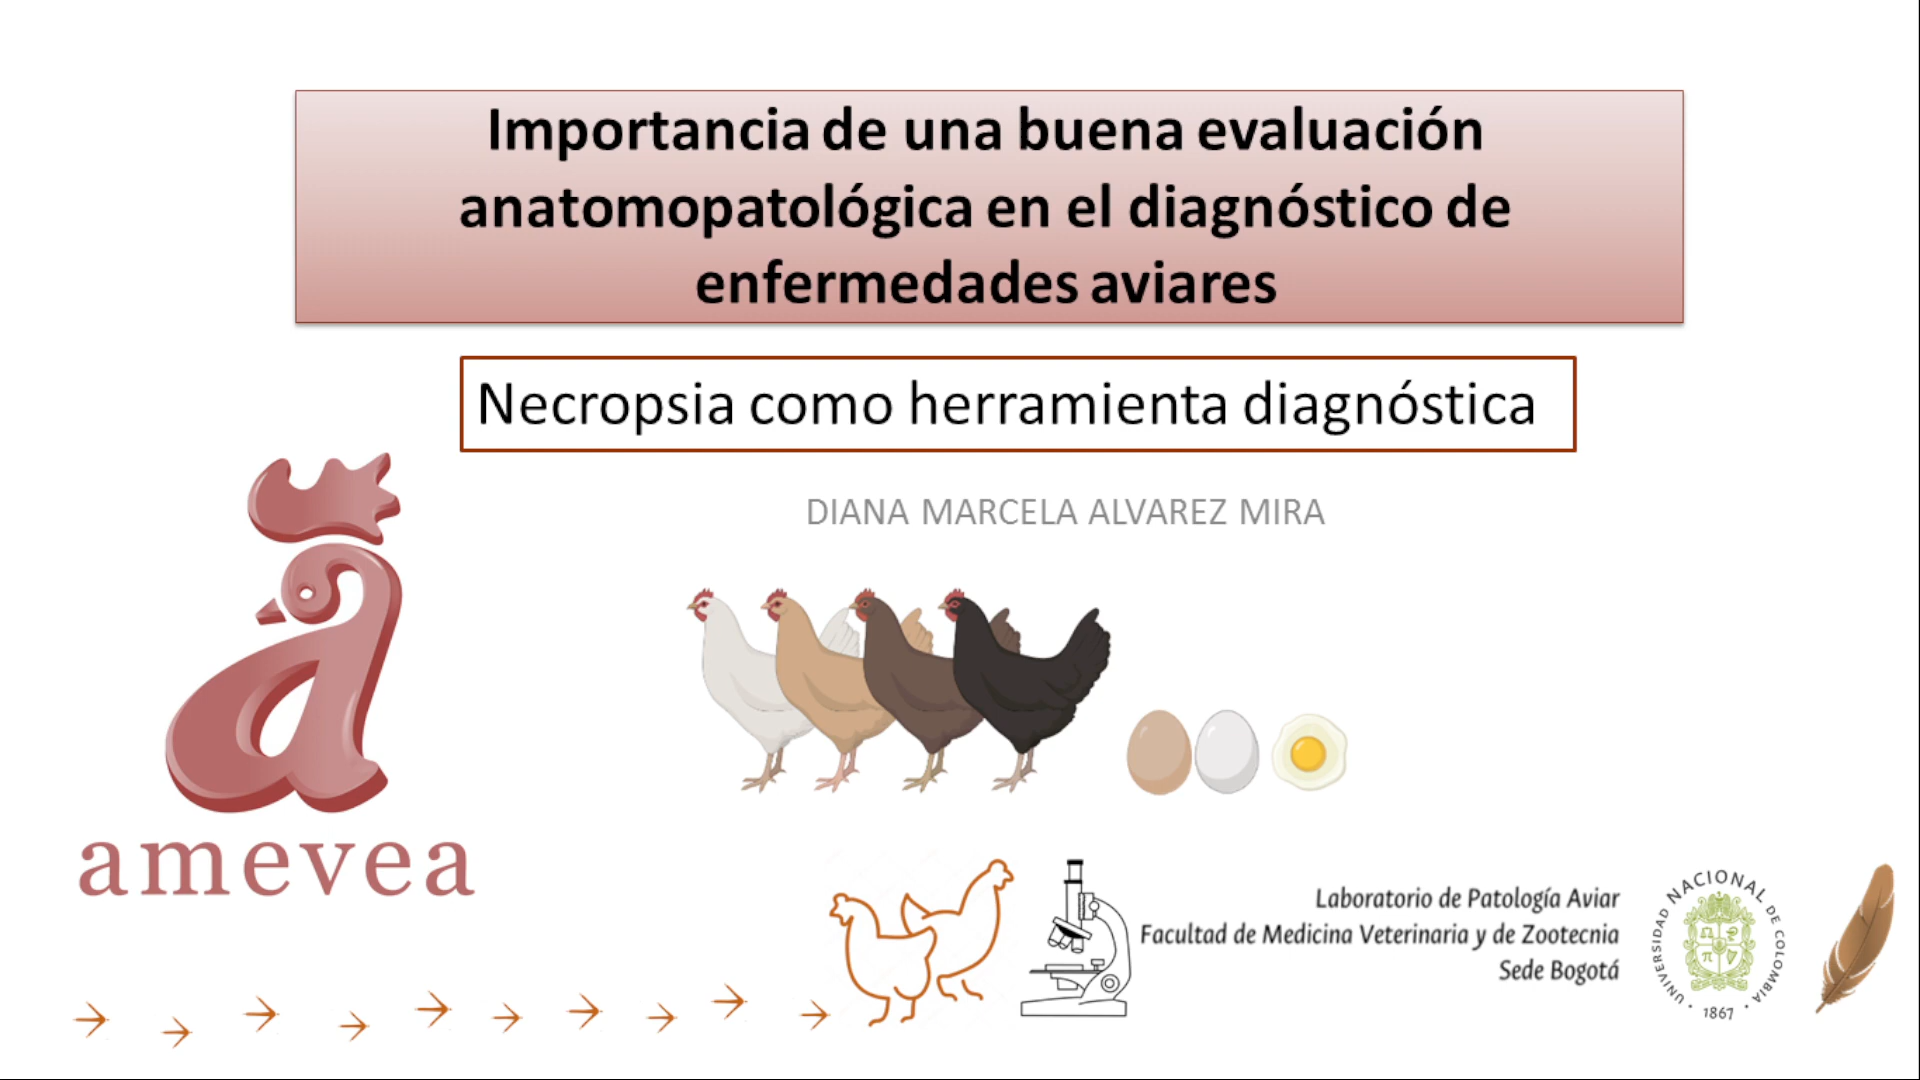 Importancia de una buena evaluación
anatomopatológica en el diagnóstico de
enfermedades aviares
Necropsia como herramienta diagnóstica
DIANA MARCELA ALVAREZ MIRA
amevea
Laboratorio de Patología Aviar
Facultad de Medicina Veterinaria y de Zootecnia
Sede Bogotá
UNIVERSIDAD NACIONAL DE COLOMBIA
1867